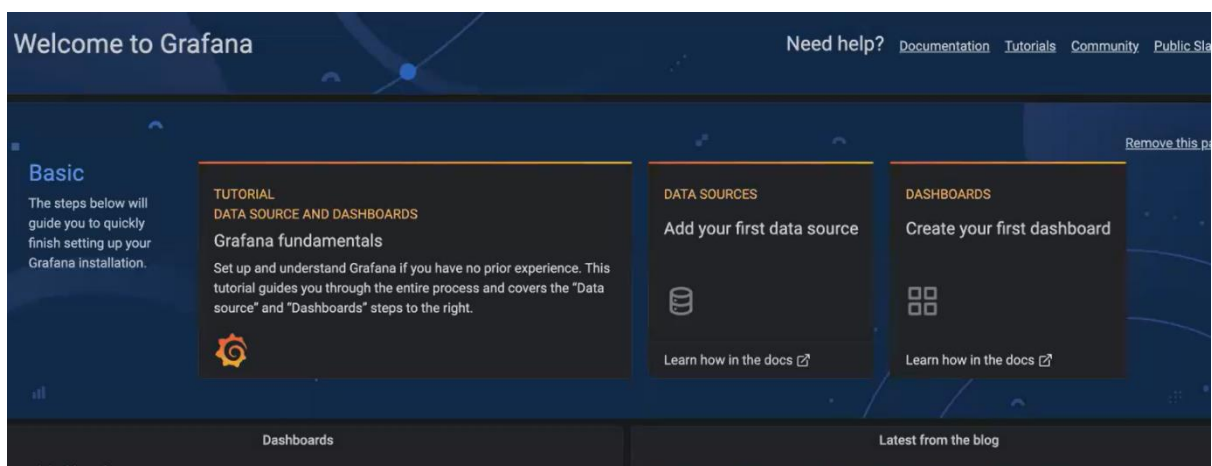 Welcome to Grafana
Need help? Documentation Tutorials Community Public
Remove this
Basic
The steps below will
guide you to quickly
finish setting up your
Grafana installation.
TUTORIAL
DATA SOURCE AND DASHBOARDS
Grafana fundamentals
Set up and understand Grafana if you have no prior experience. This
tutorial guides you through the entire process and covers the “Data
source” and “Dashboards” steps to the right.
DATA SOURCES
Add your first data source
Learn how in the docs
DASHBOARDS
Create your first dashboard
Learn how in the docs
Dashboards
Latest from the blog